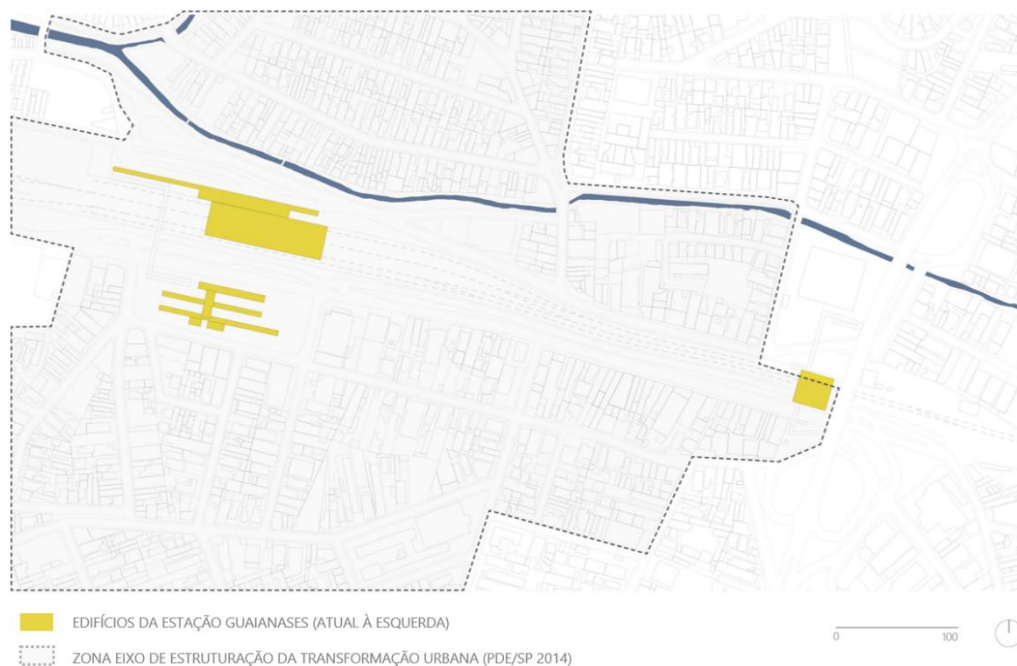 EDIFÍCIOS DA ESTAÇÃO GUAIANASES (ATUAL À ESQUERDA)
0 100
ZONA EIXO DE ESTRUTURAÇÃO DA TRANSFORMAÇÃO URBANA (PDE/SP 2014)